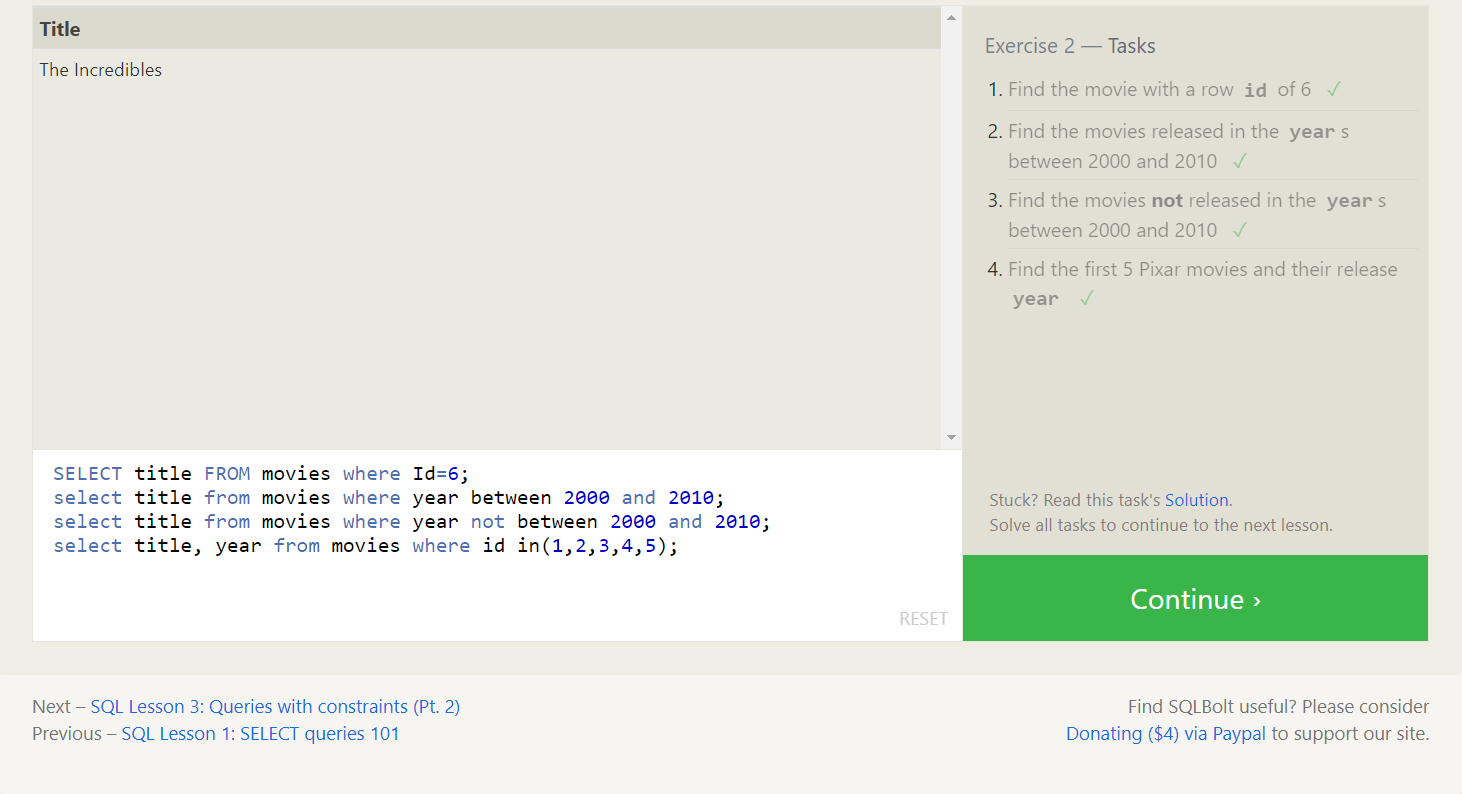 Title
The Incredibles
SELECT title FROM movies where Id=6;
select title from movies where year between 2000 and 2010;
select title from movies where year not between 2000 and 2010;
select title, year from movies where id in(1,2,3,4,5);
RESET
Exercise 2 — Tasks
1. Find the movie with a row id of 6 ✓
2. Find the movies released in the year s
between 2000 and 2010 ✓
3. Find the movies not released in the year s
between 2000 and 2010 ✓
4. Find the first 5 Pixar movies and their release
year ✓
Stuck? Read this task's Solution.
Solve all tasks to continue to the next lesson.
Continue ›
Next – SQL Lesson 3: Queries with constraints (Pt. 2)
Previous – SQL Lesson 1: SELECT queries 101
Find SQLBolt useful? Please consider
Donating ($4) via Paypal to support our site.